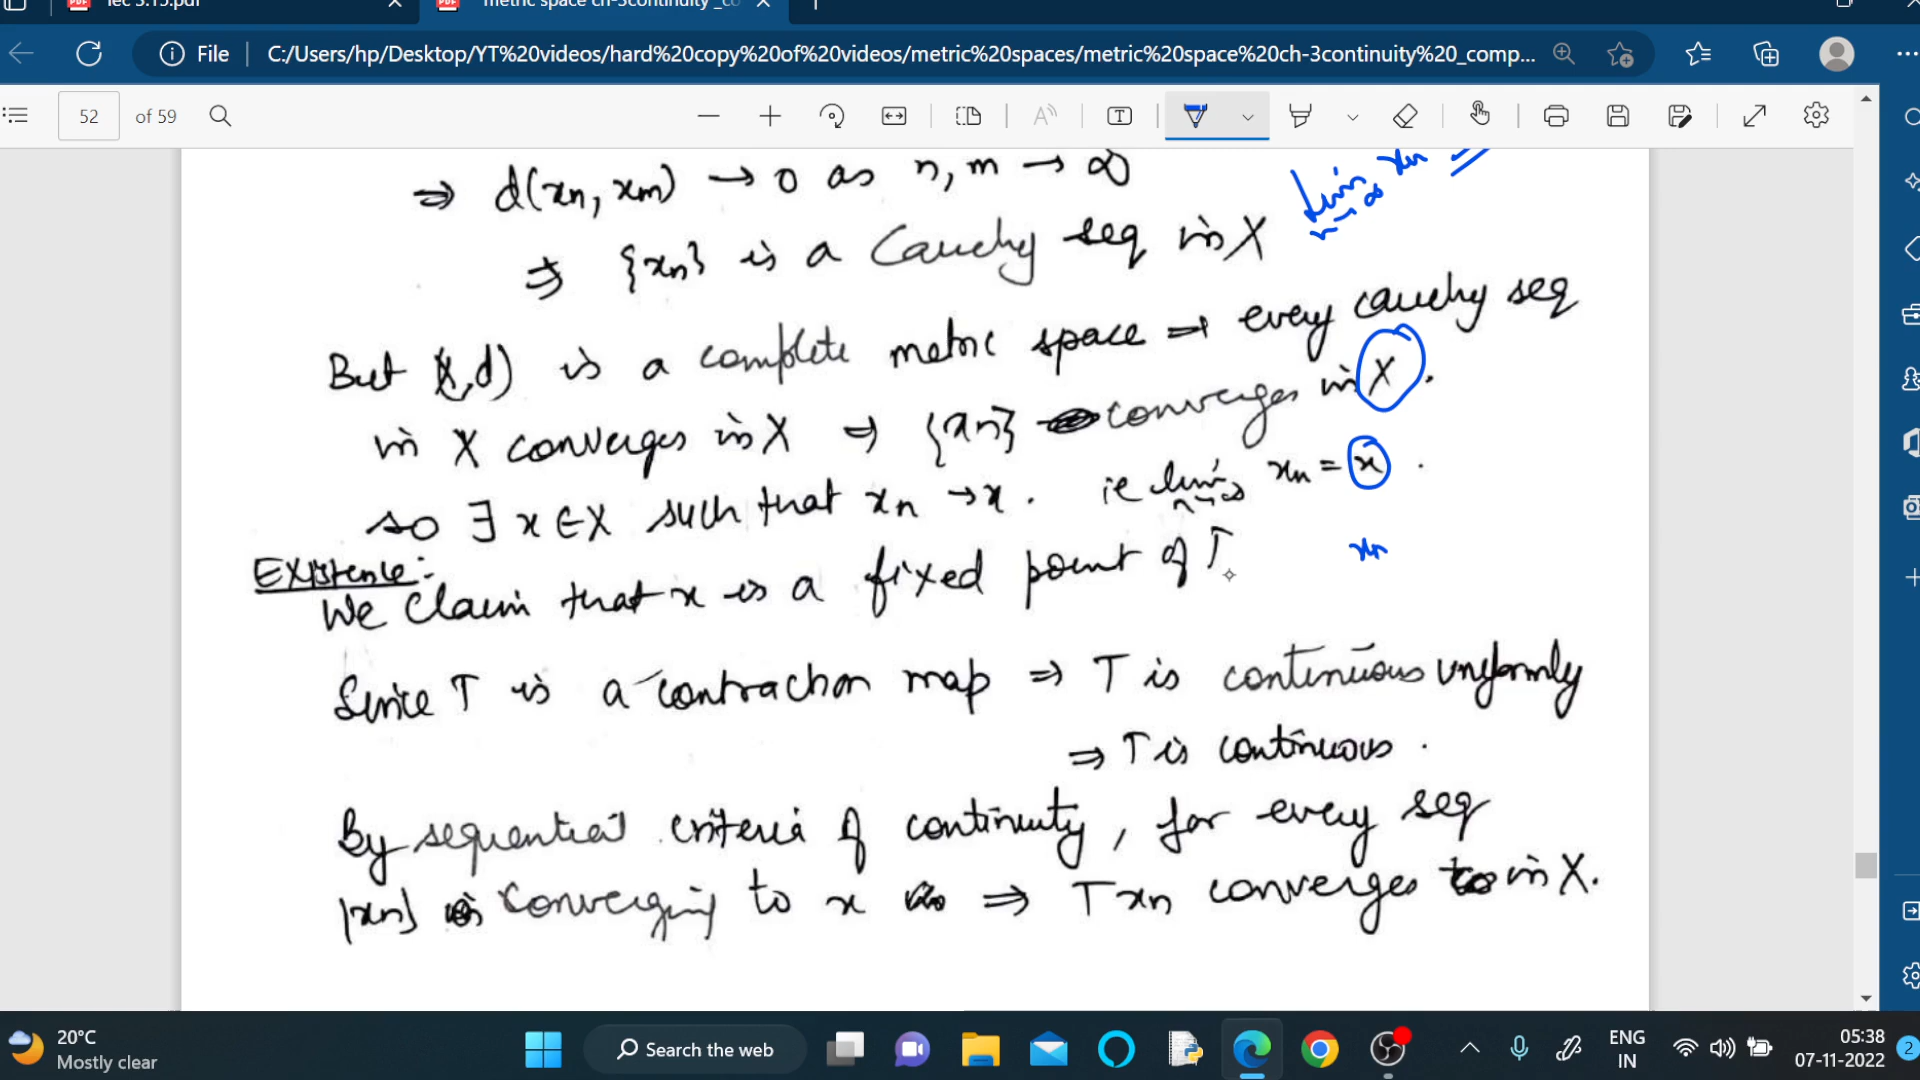 lec 3.15.pdf
metric space ch-3continuity _co
File C:/Users/hp/Desktop/YT%20videos/hard%20copy%20of%20videos/metric%20spaces/metric%20space%20ch-3continuity%20_comp...
52 of 59
⇒ d(xn, xm) → 0 as n, m → ∞
lim xn =
∞
⇒ {xn} is a Cauchy seq in X
But (X,d) is a complete metric space ⇒ every cauchy seq
in X converges in X ⇒ {xn} converges in X.
so ∃ x ∈ X such that xn → x. ie lim n→∞ xn = x .
xn
Existence:-
We Claim that x is a fixed point of T
Since T is a contraction map ⇒ T is continuous uniformly
⇒ T is continuous .
By sequential criteria of continuity, for every seq
{xn} converging to x ⇒ Txn converges in X.
20°C
Mostly clear
Search the web
ENG
IN
05:38
07-11-2022
2